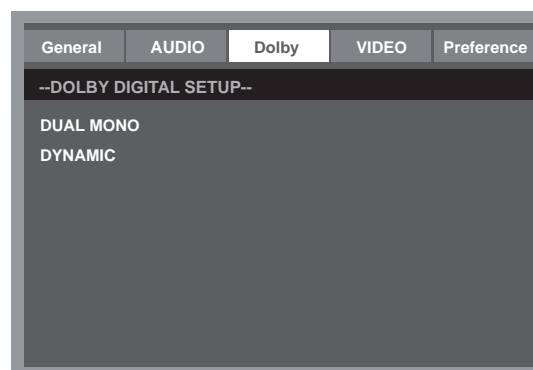 General AUDIO Dolby VIDEO Preference
--DOLBY DIGITAL SETUP--
DUAL MONO
DYNAMIC